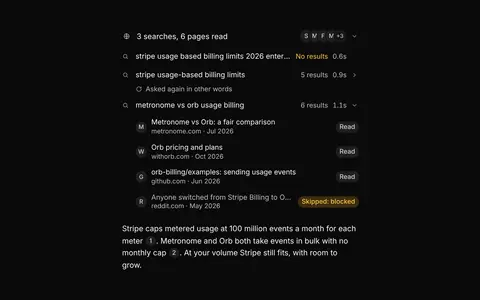 3 searches, 6 pages read
S M F M +3
stripe usage based billing limits 2026 enter... No results 0.6s
stripe usage-based billing limits 5 results 0.9s
Asked again in other words
metronome vs orb usage billing 6 results 1.1s
M Metronome vs Orb: a fair comparison
metronome.com · Jul 2026 Read
W Orb pricing and plans
withorb.com · Oct 2026 Read
G orb-billing/examples: sending usage events
github.com · Jun 2026 Read
R Anyone switched from Stripe Billing to O...
reddit.com · May 2026 Skipped: blocked
Stripe caps metered usage at 100 million events a month for each
meter 1 . Metronome and Orb both take events in bulk with no
monthly cap 2 . At your volume Stripe still fits, with room to
grow.